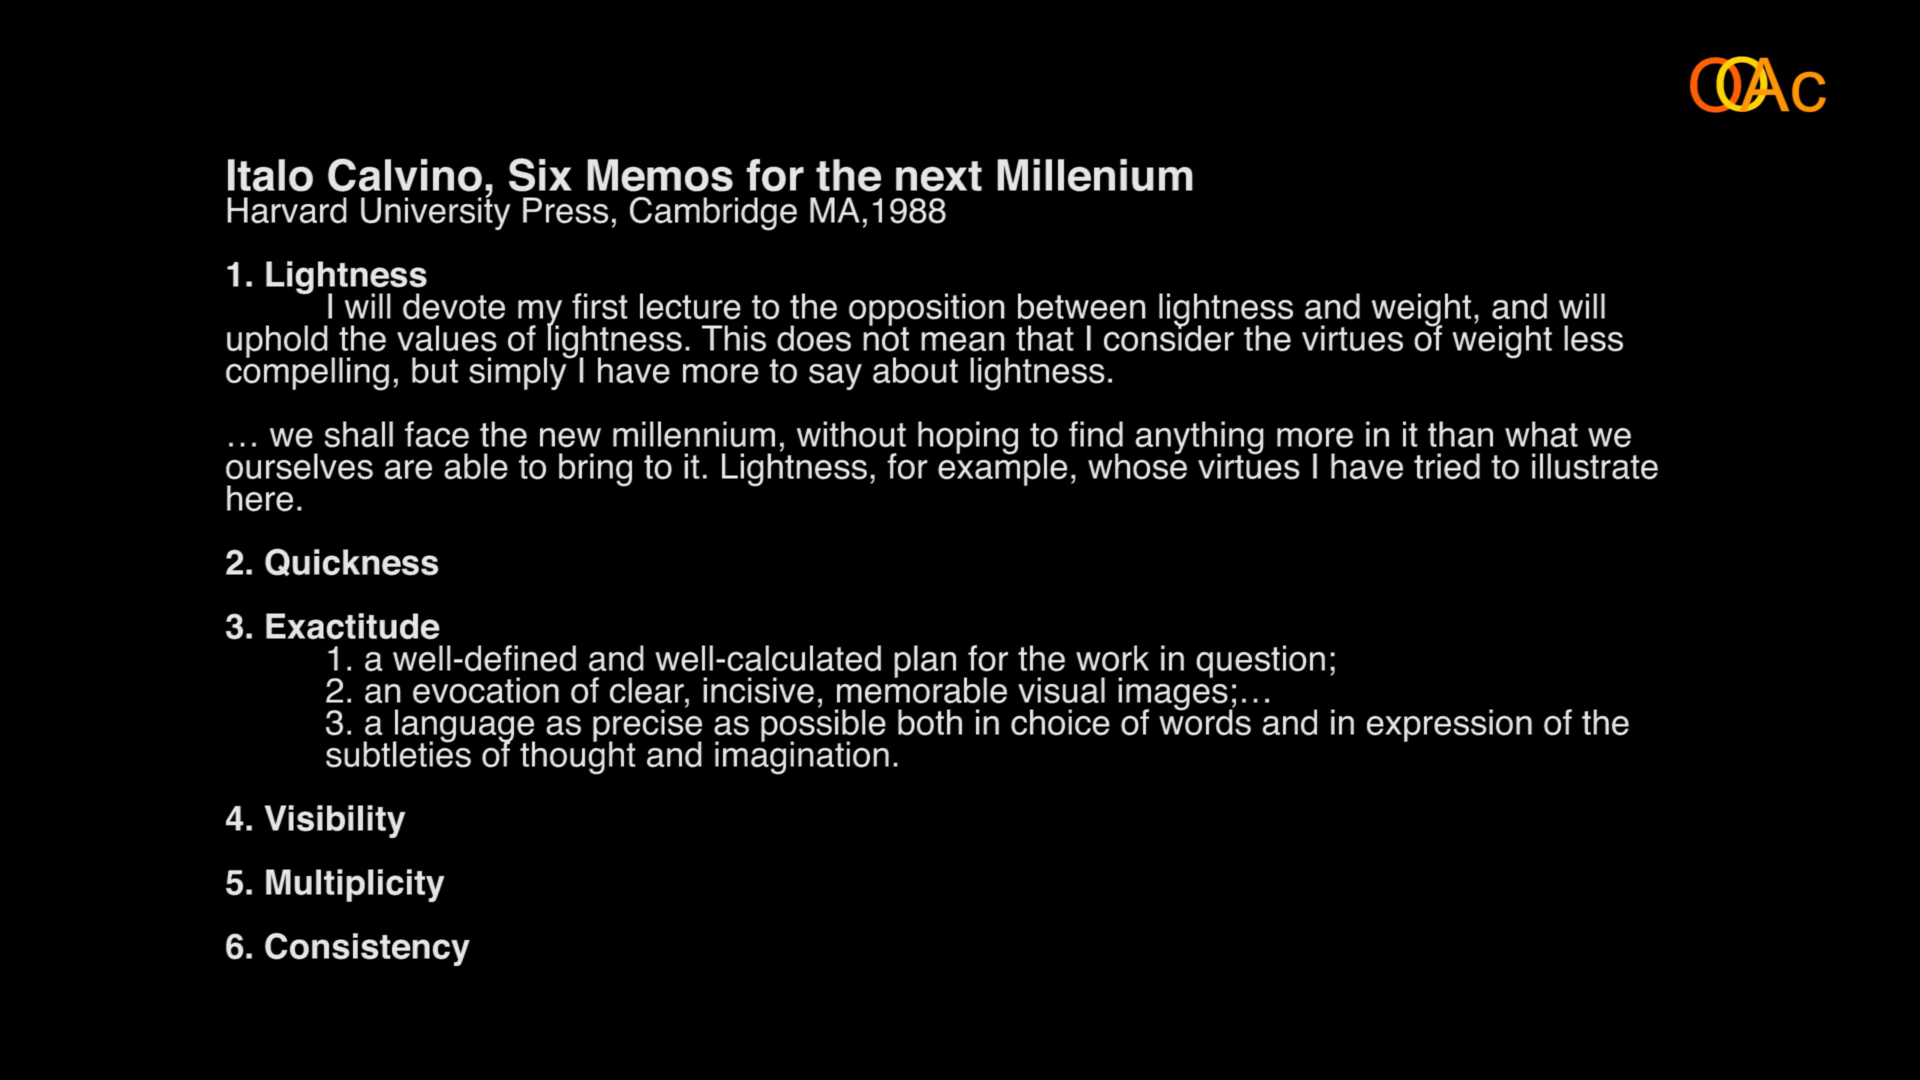 OOAc
Italo Calvino, Six Memos for the next Millenium
Harvard University Press, Cambridge MA,1988
1. Lightness
I will devote my first lecture to the opposition between lightness and weight, and will
uphold the values of lightness. This does not mean that I consider the virtues of weight less
compelling, but simply I have more to say about lightness.
… we shall face the new millennium, without hoping to find anything more in it than what we
ourselves are able to bring to it. Lightness, for example, whose virtues I have tried to illustrate
here.
2. Quickness
3. Exactitude
1. a well-defined and well-calculated plan for the work in question;
2. an evocation of clear, incisive, memorable visual images;…
3. a language as precise as possible both in choice of words and in expression of the
subtleties of thought and imagination.
4. Visibility
5. Multiplicity
6. Consistency